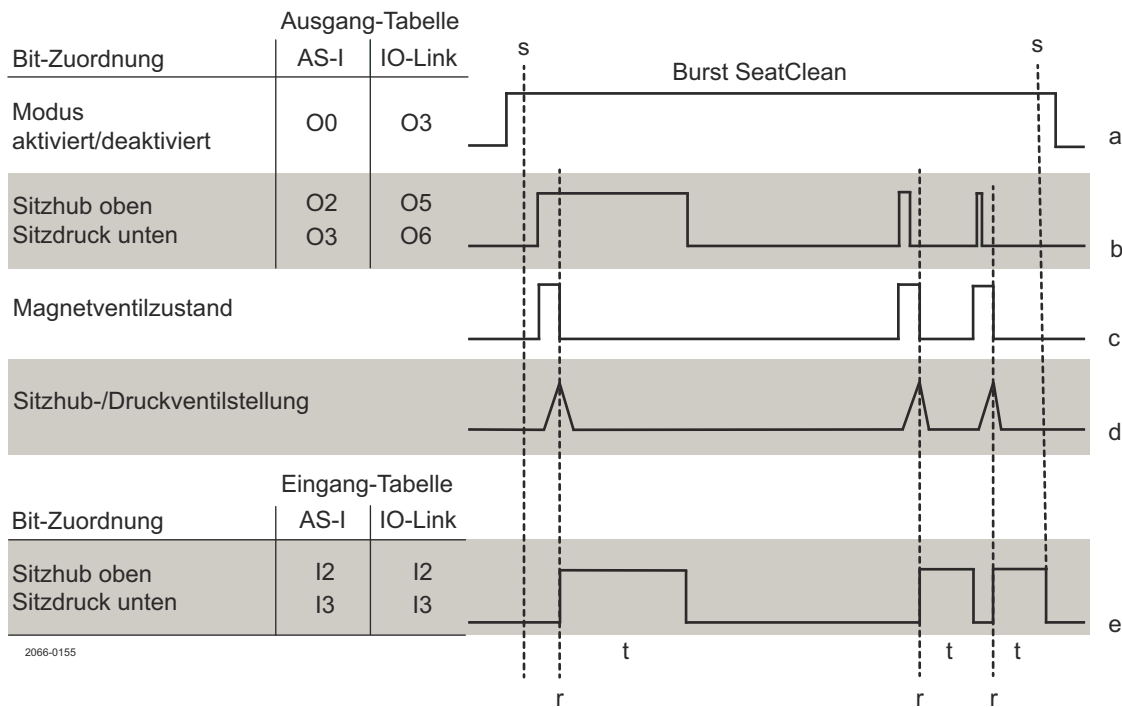 Ausgang-Tabelle
Bit-Zuordnung AS-I IO-Link
s s
Burst SeatClean
Modus
aktiviert/deaktiviert O0 O3
a
Sitzhub oben O2 O5
Sitzdruck unten O3 O6
b
Magnetventilzustand
c
Sitzhub-/Druckventilstellung
d
Eingang-Tabelle
Bit-Zuordnung AS-I IO-Link
Sitzhub oben I2 I2
Sitzdruck unten I3 I3
e
2066-0155
t t t
r r r